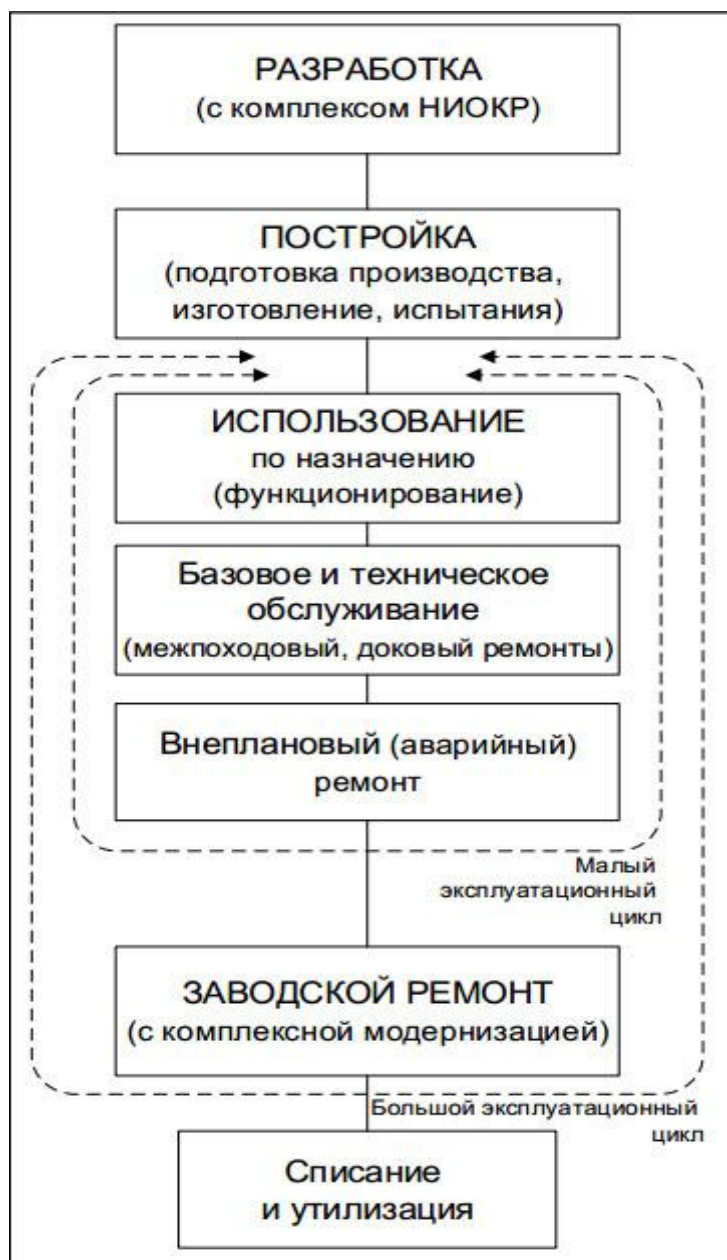 РАЗРАБОТКА
(с комплексом НИОКР)
ПОСТРОЙКА
(подготовка производства,
изготовление, испытания)
ИСПОЛЬЗОВАНИЕ
по назначению
(функционирование)
Базовое и техническое
обслуживание
(межпоходовый, доковый ремонты)
Внеплановый (аварийный)
ремонт
Малый
эксплуатационный
цикл
ЗАВОДСКОЙ РЕМОНТ
(с комплексной модернизацией)
Большой эксплуатационный
цикл
Списание
и утилизация